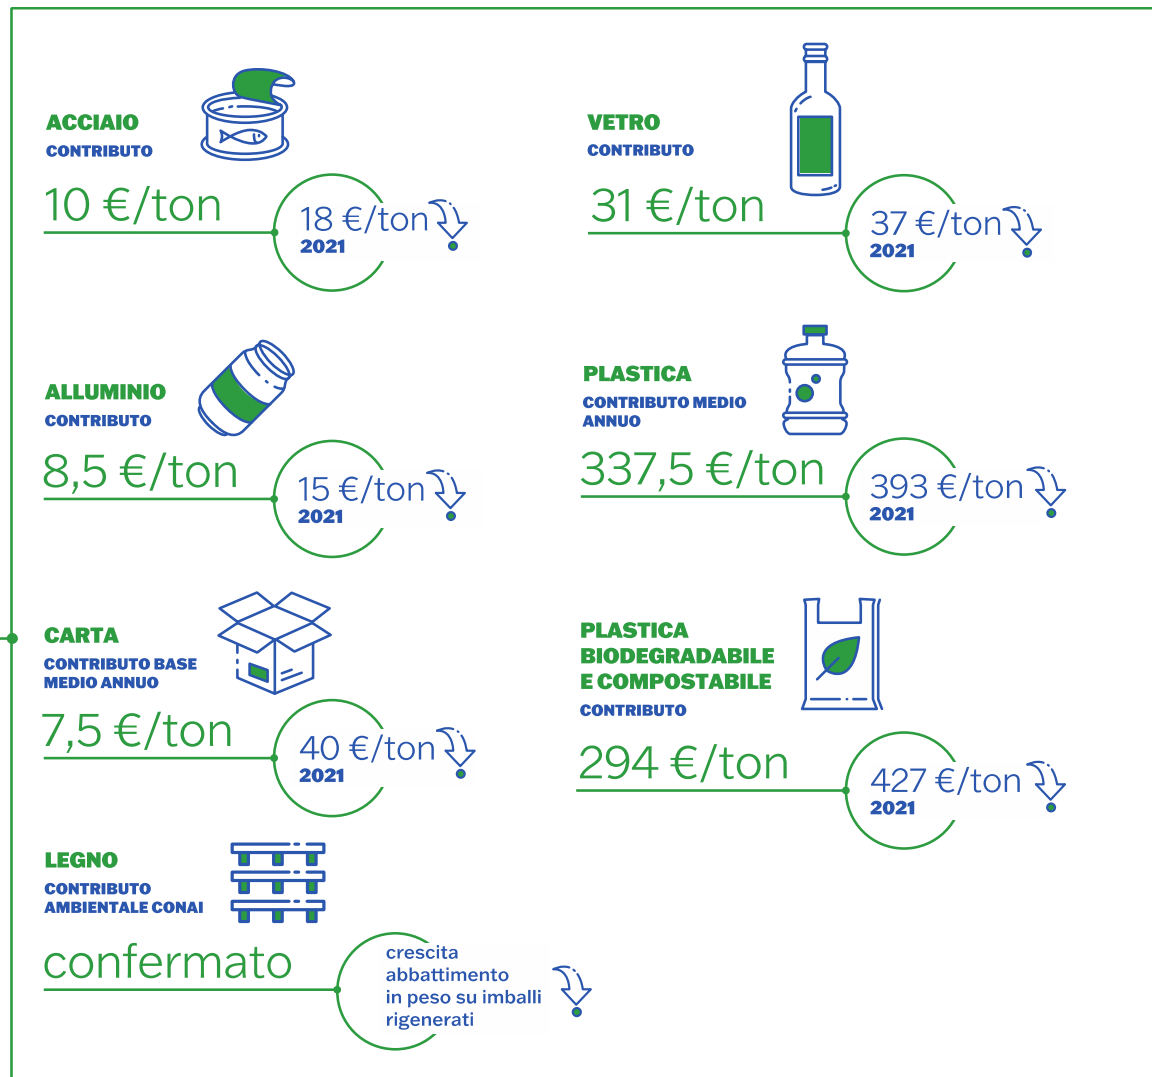 ACCIAIO
CONTRIBUTO
10 €/ton
18 €/ton
2021
ALLUMINIO
CONTRIBUTO
8,5 €/ton
15 €/ton
2021
CARTA
CONTRIBUTO BASE
MEDIO ANNUO
7,5 €/ton
40 €/ton
2021
LEGNO
CONTRIBUTO
AMBIENTALE CONAI
confermato
crescita
abbattimento
in peso su imballi
rigenerati
VETRO
CONTRIBUTO
31 €/ton
37 €/ton
2021
PLASTICA
CONTRIBUTO MEDIO
ANNUO
337,5 €/ton
393 €/ton
2021
PLASTICA
BIODEGRADABILE
E COMPOSTABILE
CONTRIBUTO
294 €/ton
427 €/ton
2021